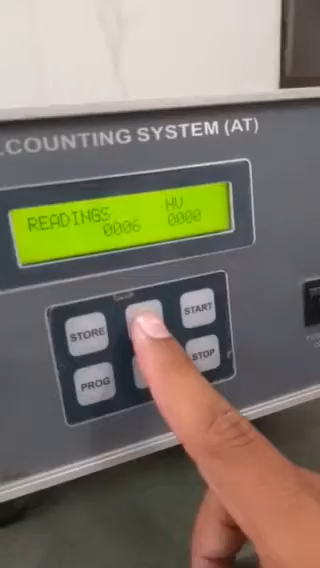 COUNTING SYSTEM (AT)
READINGS HV
0006 0000
STORE
START
PROG
STOP